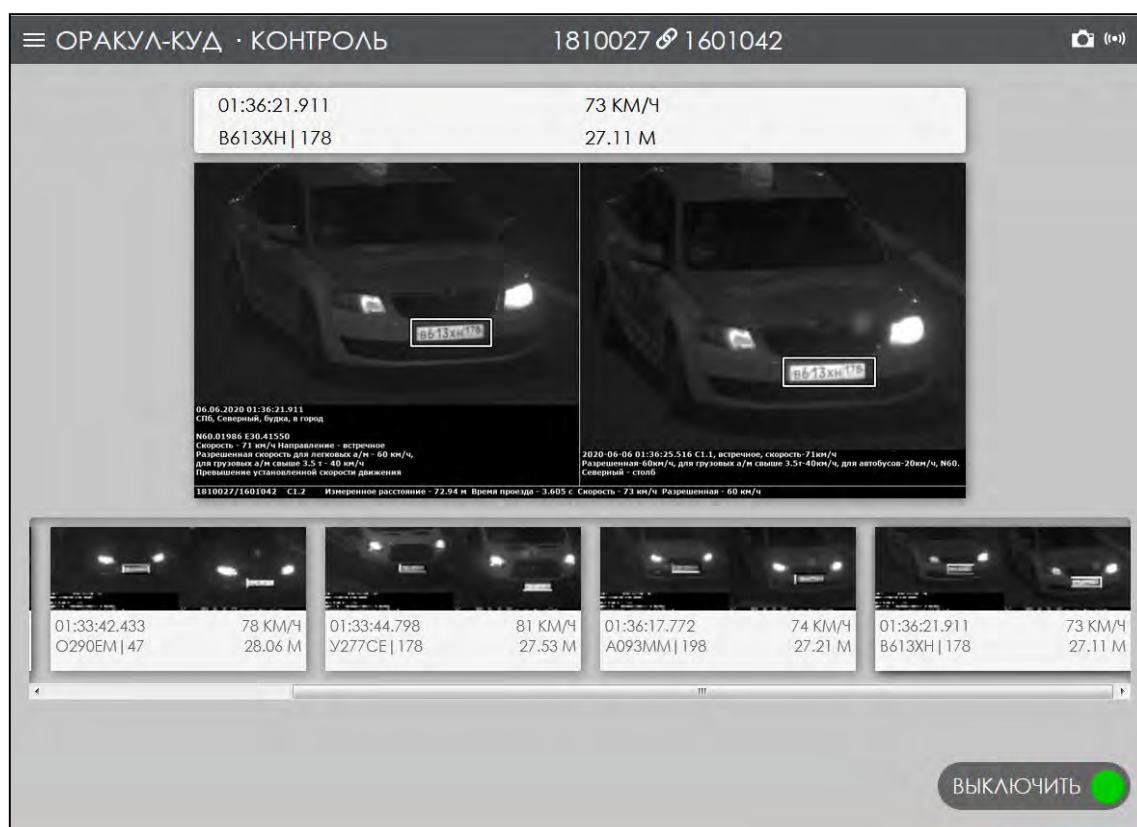 ОРАКУЛ-КУД · КОНТРОЛЬ 1810027 1601042
01:36:21.911 73 КМ/Ч
В613ХН|178 27.11 М
В613ХН 178 В613ХН 178
06.06.2020 01:36:21.911
СПб, Северный, будка, в город
N60.01986 E30.41550
Скорость - 71 км/ч Направление - встречное
Разрешенная скорость для легковых а/м - 60 км/ч,
для грузовых а/м свыше 3.5 т - 40 км/ч
Превышение установленной скорости движения
2020-06-06 01:36:25.516 С1.1, встречное, скорость-71км/ч
Разрешенная-60км/ч, для грузовых а/м свыше 3.5т-40км/ч, для автобусов-20км/ч, N60.
Северный - столб
1810027/1601042 С1.2 Измеренное расстояние - 72.94 м Время проезда - 3.605 с Скорость - 73 км/ч Разрешенная - 60 км/ч
01:33:42.433 78 КМ/Ч
О290ЕМ|47 28.06 М
01:33:44.798 81 КМ/Ч
У277СЕ|178 27.53 М
01:36:17.772 74 КМ/Ч
А093ММ|198 27.21 М
01:36:21.911 73 КМ/Ч
В613ХН|178 27.11 М
ВЫКЛЮЧИТЬ